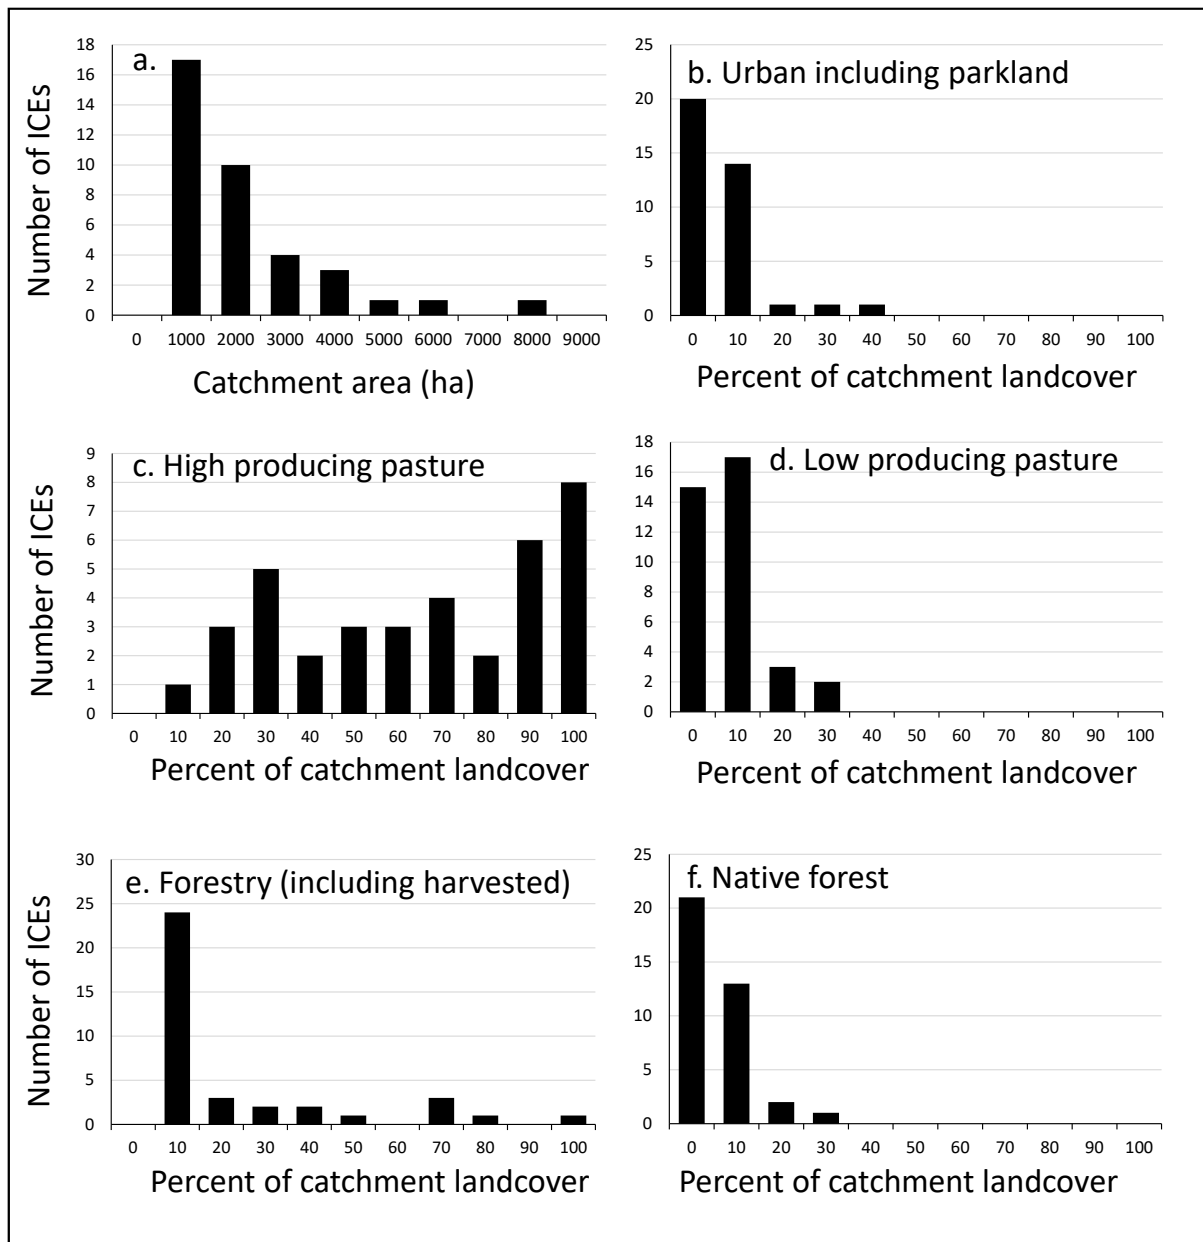 a.
Number of ICEs
18
16
14
12
10
8
6
4
2
0
0 1000 2000 3000 4000 5000 6000 7000 8000 9000
Catchment area (ha)
b. Urban including parkland
25
20
15
10
5
0
0 10 20 30 40 50 60 70 80 90 100
Percent of catchment landcover
c. High producing pasture
Number of ICEs
9
8
7
6
5
4
3
2
1
0
0 10 20 30 40 50 60 70 80 90 100
Percent of catchment landcover
d. Low producing pasture
18
16
14
12
10
8
6
4
2
0
0 10 20 30 40 50 60 70 80 90 100
Percent of catchment landcover
e. Forestry (including harvested)
Number of ICEs
30
25
20
15
10
5
0
0 10 20 30 40 50 60 70 80 90 100
Percent of catchment landcover
f. Native forest
25
20
15
10
5
0
0 10 20 30 40 50 60 70 80 90 100
Percent of catchment landcover